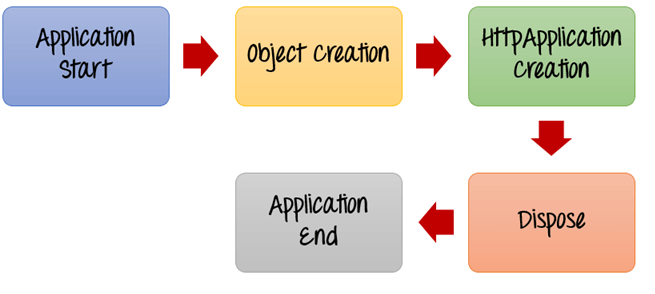 Application
Start
Object Creation
HttpApplication
Creation
Dispose
Application
End